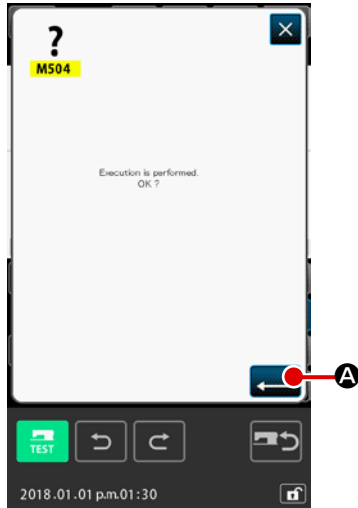 ?
M504
Execution is performed.
OK ?
A
TEST
2018.01.01 p.m.01:30